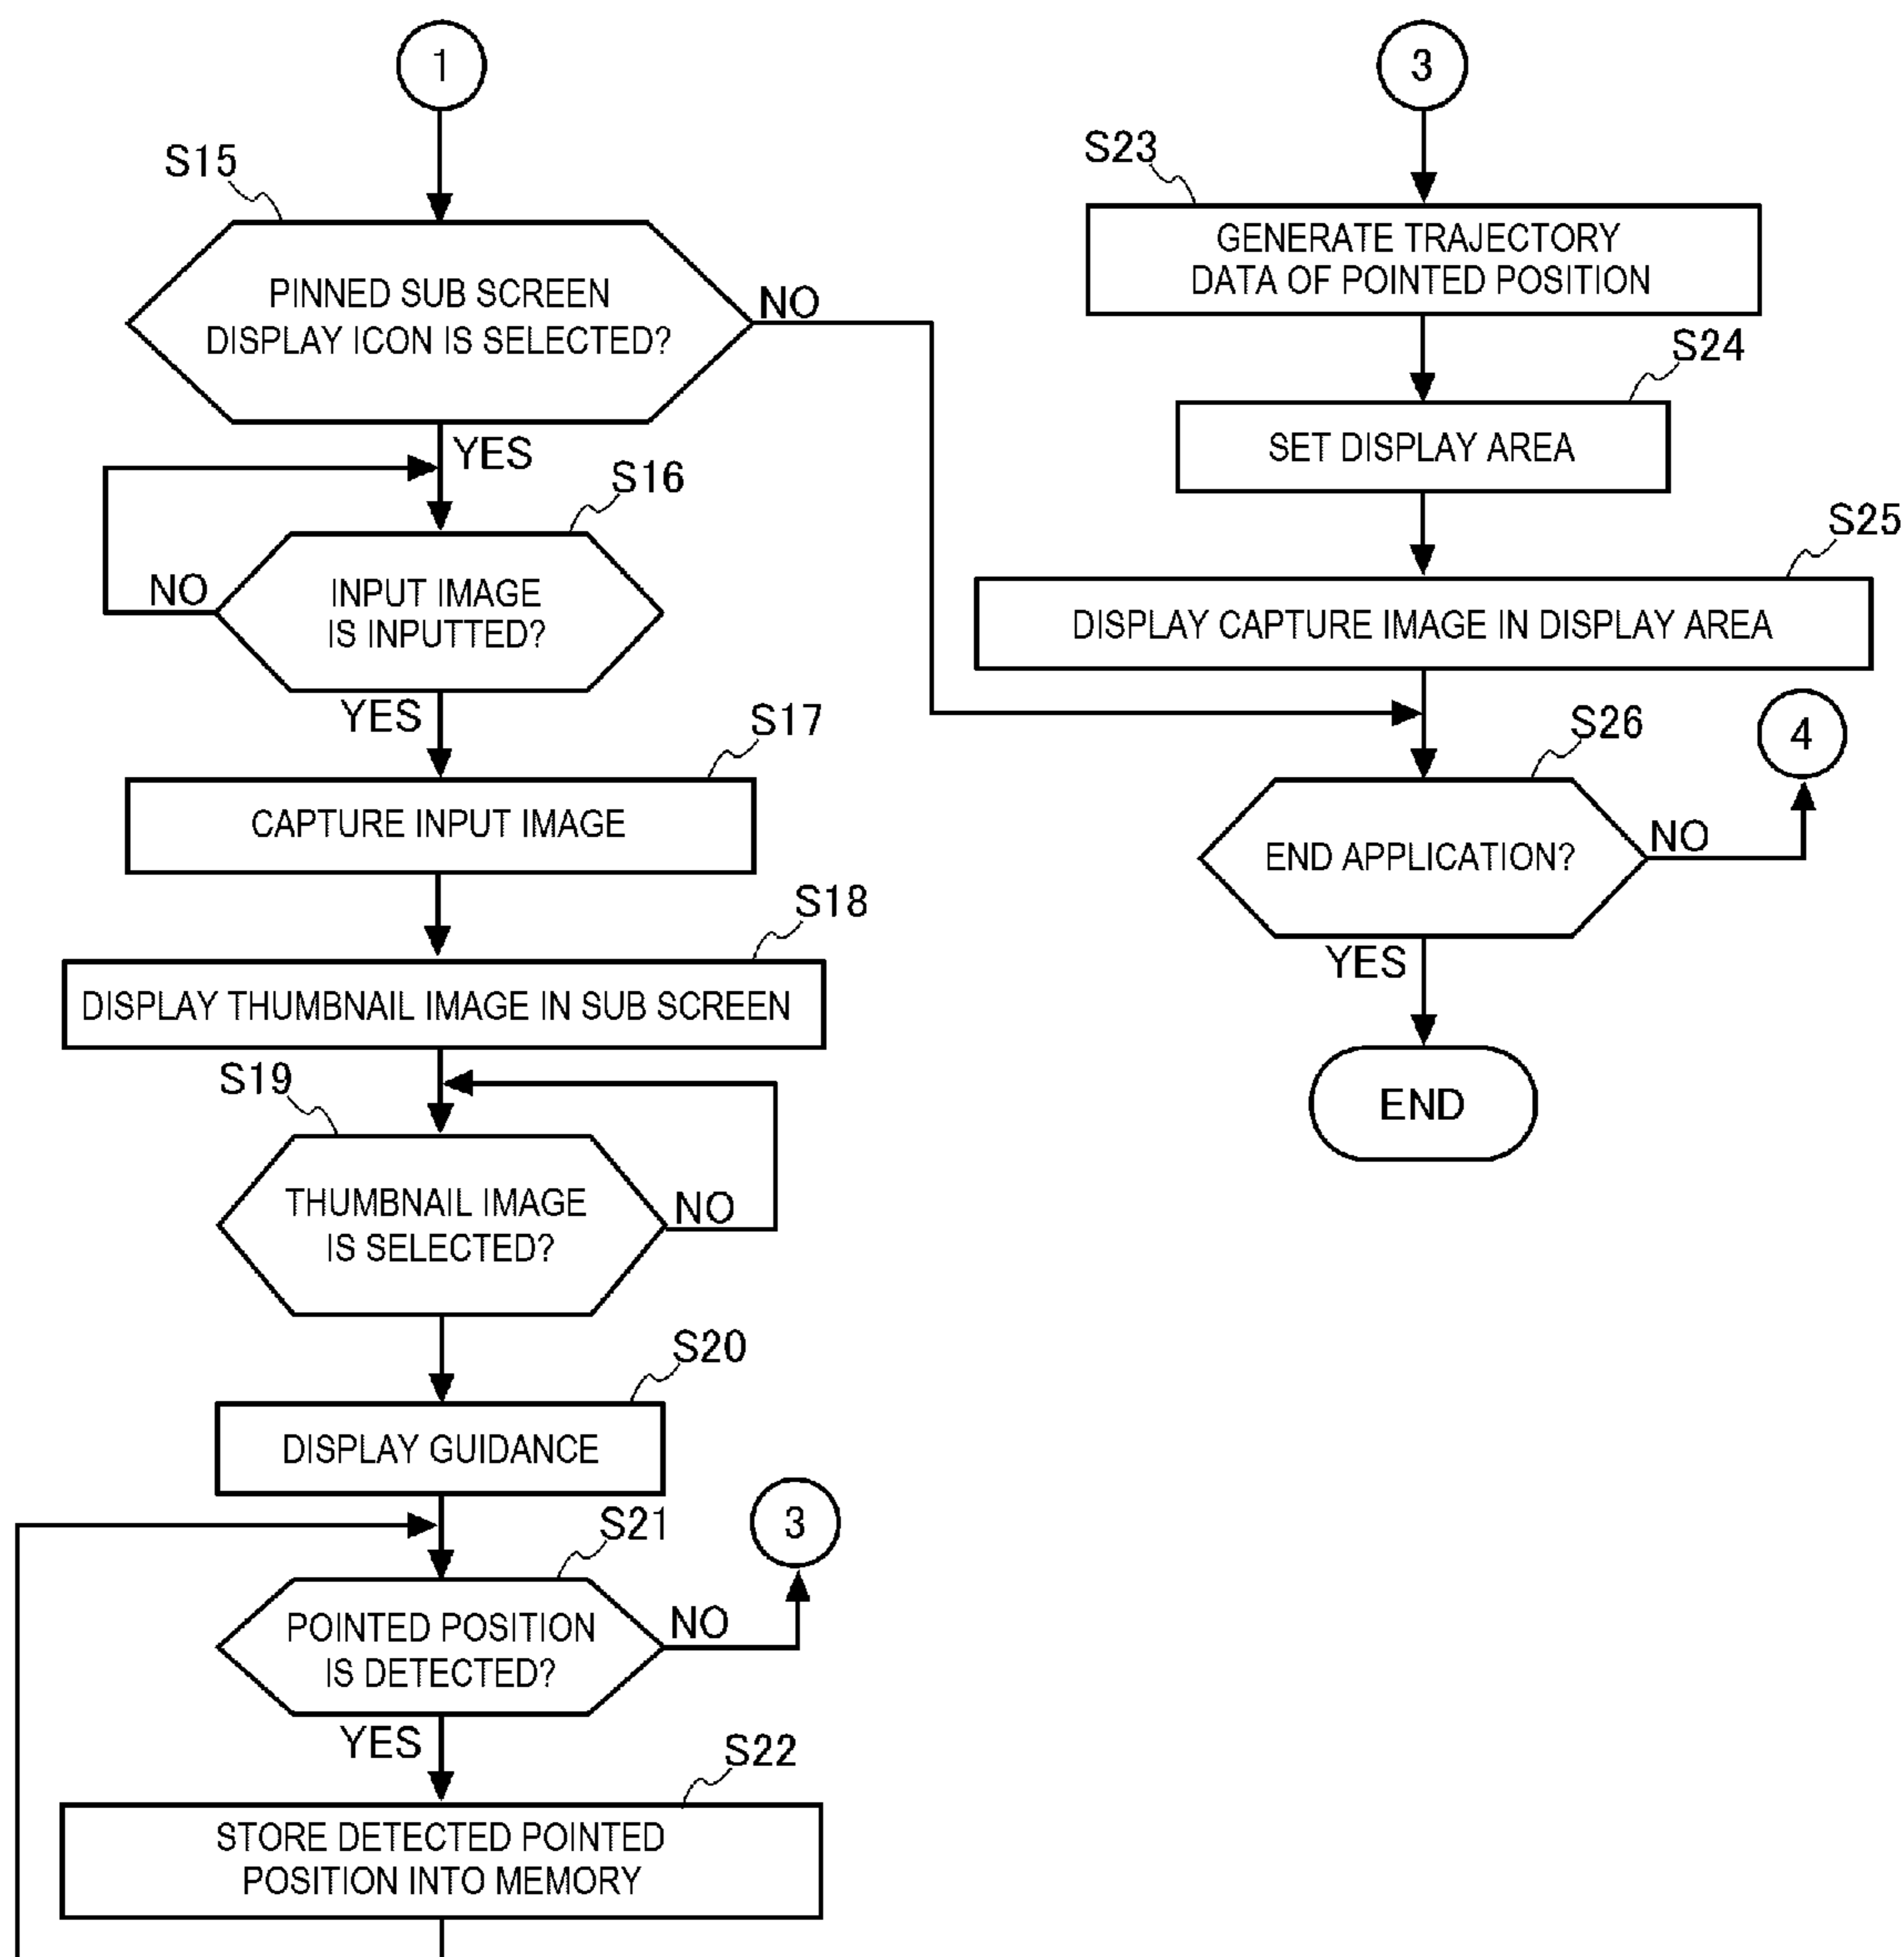 1
S15
PINNED SUB SCREEN
DISPLAY ICON IS SELECTED?
NO
YES
S16
INPUT IMAGE
IS INPUTTED?
NO
YES
S17
CAPTURE INPUT IMAGE
S18
DISPLAY THUMBNAIL IMAGE IN SUB SCREEN
S19
THUMBNAIL IMAGE
IS SELECTED?
NO
S20
DISPLAY GUIDANCE
S21
3
POINTED POSITION
IS DETECTED?
NO
YES
S22
STORE DETECTED POINTED
POSITION INTO MEMORY
3
S23
GENERATE TRAJECTORY
DATA OF POINTED POSITION
S24
SET DISPLAY AREA
S25
DISPLAY CAPTURE IMAGE IN DISPLAY AREA
S26
4
END APPLICATION?
NO
YES
END